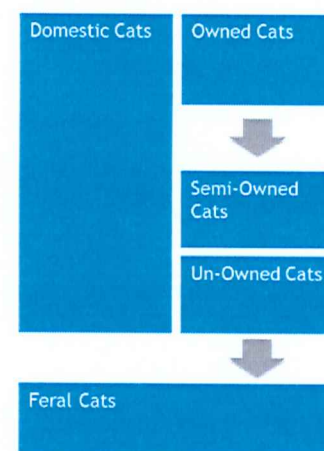 Domestic Cats
Owned Cats
Semi-Owned
Cats
Un-Owned Cats
Feral Cats